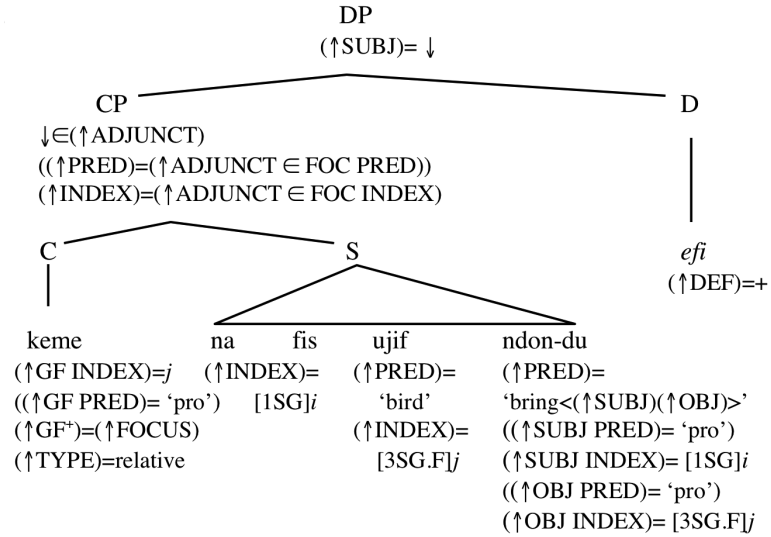 DP
(↑SUBJ)= ↓
CP D
↓∈(↑ADJUNCT)
((↑PRED)=(↑ADJUNCT ∈ FOC PRED))
(↑INDEX)=(↑ADJUNCT ∈ FOC INDEX)
C S efi
(↑DEF)=+
keme na fis ujif ndon-du
(↑GF INDEX)=j (↑INDEX)= (↑PRED)= (↑PRED)=
((↑GF PRED)= ‘pro’) [1SG]i ‘bird’ ‘bring<(↑SUBJ)(↑OBJ)>’
(↑GF⁺)=(↑FOCUS) (↑INDEX)= ((↑SUBJ PRED)= ‘pro’)
(↑TYPE)=relative [3SG.F]j (↑SUBJ INDEX)= [1SG]i
((↑OBJ PRED)= ‘pro’)
(↑OBJ INDEX)= [3SG.F]j